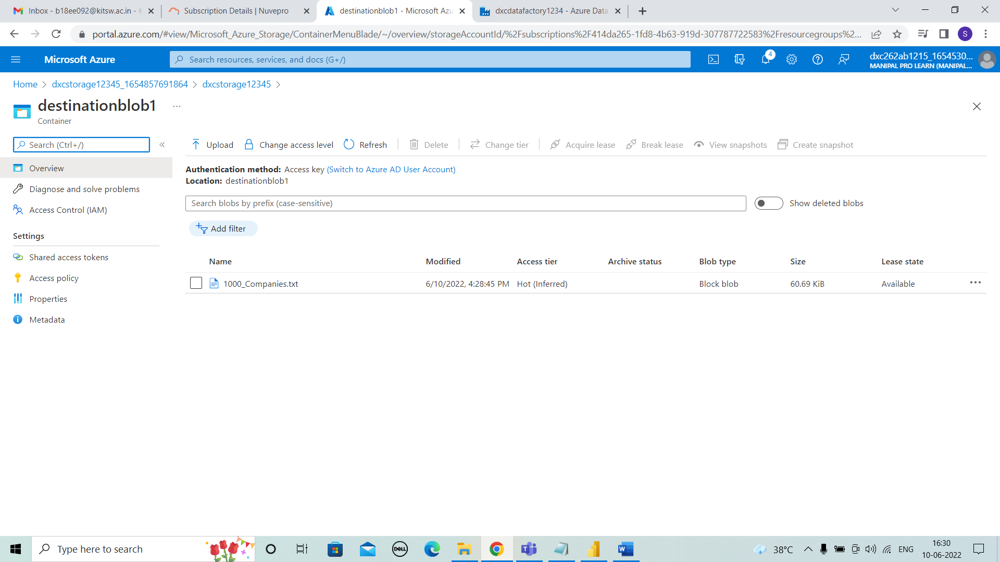 Inbox - b18ee092@kitsw.ac.in - K
Subscription Details | Nuvepro
destinationblob1 - Microsoft Azu
dxcdatafactory1234 - Azure Data
portal.azure.com/#view/Microsoft_Azure_Storage/ContainerMenuBlade/~/overview/storageAccountId/%2Fsubscriptions%2F414da265-1fd8-4b63-919d-307787722583%2Fresourcegroups%2...
S
Microsoft Azure
Search resources, services, and docs (G+/)
4
dxc262ab1215_1654530...
MANIPAL PRO LEARN (MANIPAL...
Home > dxcstorage12345_1654857691864 > dxcstorage12345 >
destinationblob1 ...
Container
Search (Ctrl+/) «
Upload Change access level Refresh Delete Change tier Acquire lease Break lease View snapshots Create snapshot
Overview
Diagnose and solve problems
Access Control (IAM)
Settings
Shared access tokens
Access policy
Properties
Metadata
Authentication method: Access key (Switch to Azure AD User Account)
Location: destinationblob1
Search blobs by prefix (case-sensitive)
Show deleted blobs
Add filter
Name Modified Access tier Archive status Blob type Size Lease state
1000_Companies.txt 6/10/2022, 4:28:45 PM Hot (Inferred) Block blob 60.69 KiB Available ...
Type here to search
DELL
38°C
ENG
16:30
10-06-2022